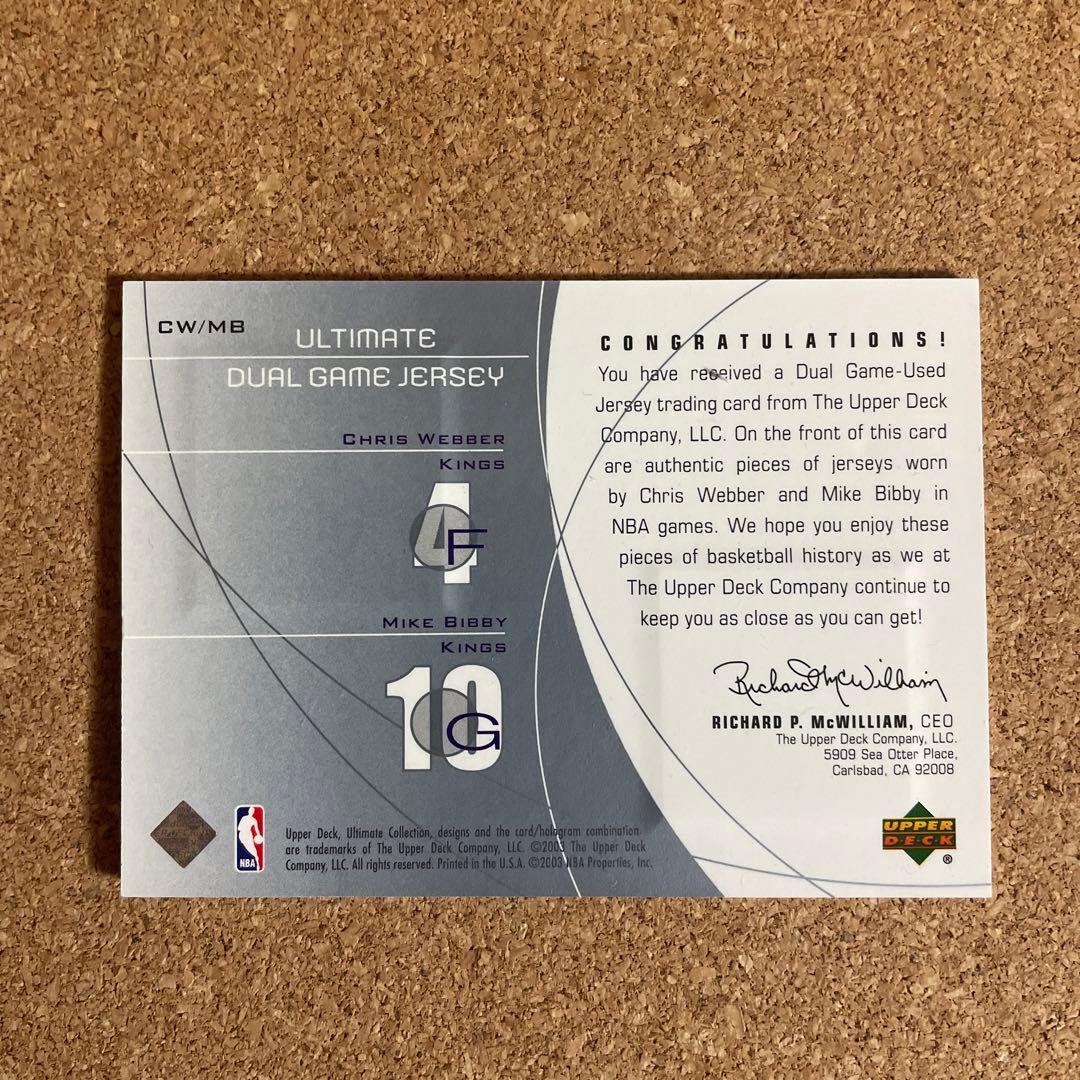 CW/MB
ULTIMATE
DUAL GAME JERSEY
CHRIS WEBBER
KINGS
4
F
MIKE BIBBY
KINGS
10
G
CONGRATULATIONS!
You have received a Dual Game-Used
Jersey trading card from The Upper Deck
Company, LLC. On the front of this card
are authentic pieces of jerseys worn
by Chris Webber and Mike Bibby in
NBA games. We hope you enjoy these
pieces of basketball history as we at
The Upper Deck Company continue to
keep you as close as you can get!
Richard McWilliam
RICHARD P. McWILLIAM, CEO
The Upper Deck Company, LLC.
5909 Sea Otter Place,
Carlsbad, CA 92008
NBA
Upper Deck, Ultimate Collection, designs and the card/hologram combination
are trademarks of The Upper Deck Company, LLC. ©2003 The Upper Deck
Company, LLC. All rights reserved. Printed in the U.S.A. ©2003 NBA Properties, Inc.
UPPER
DECK
®